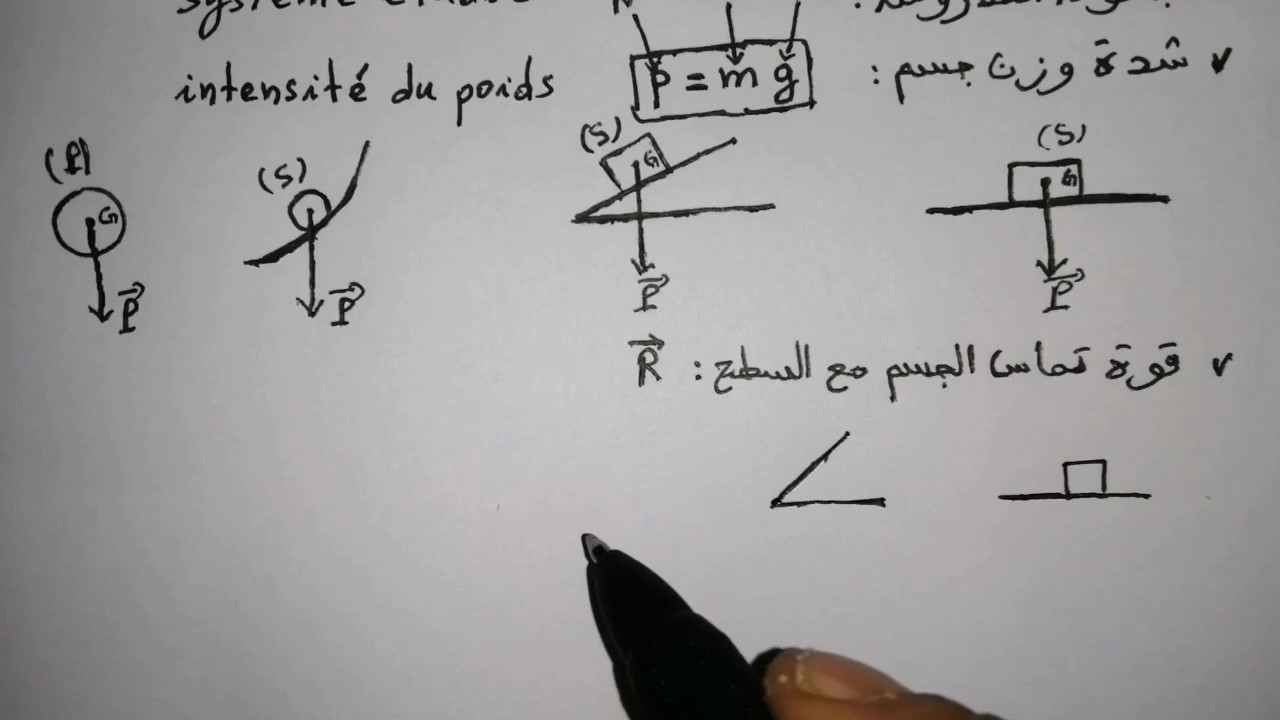 intensité du poids P = m g شدة وزن جسم :
(P) (S) (S) (S)
G G G
P P P P
قوة تماس الجسم مع السطح : R